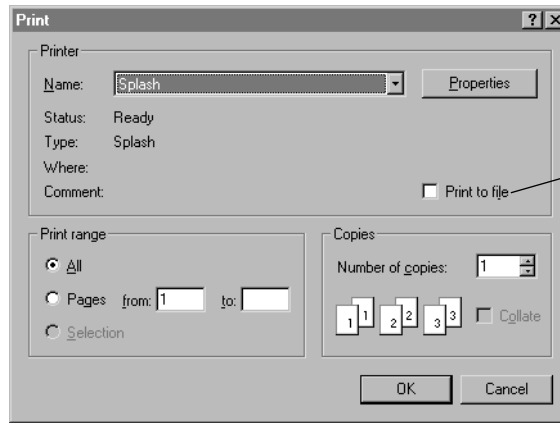 Print
Printer
Name: Splash Properties
Status: Ready
Type: Splash
Where:
Comment: Print to file
Print range
All
Pages from: 1 to:
Selection
Copies
Number of copies: 1
1 1 2 2 3 3 Collate
OK Cancel